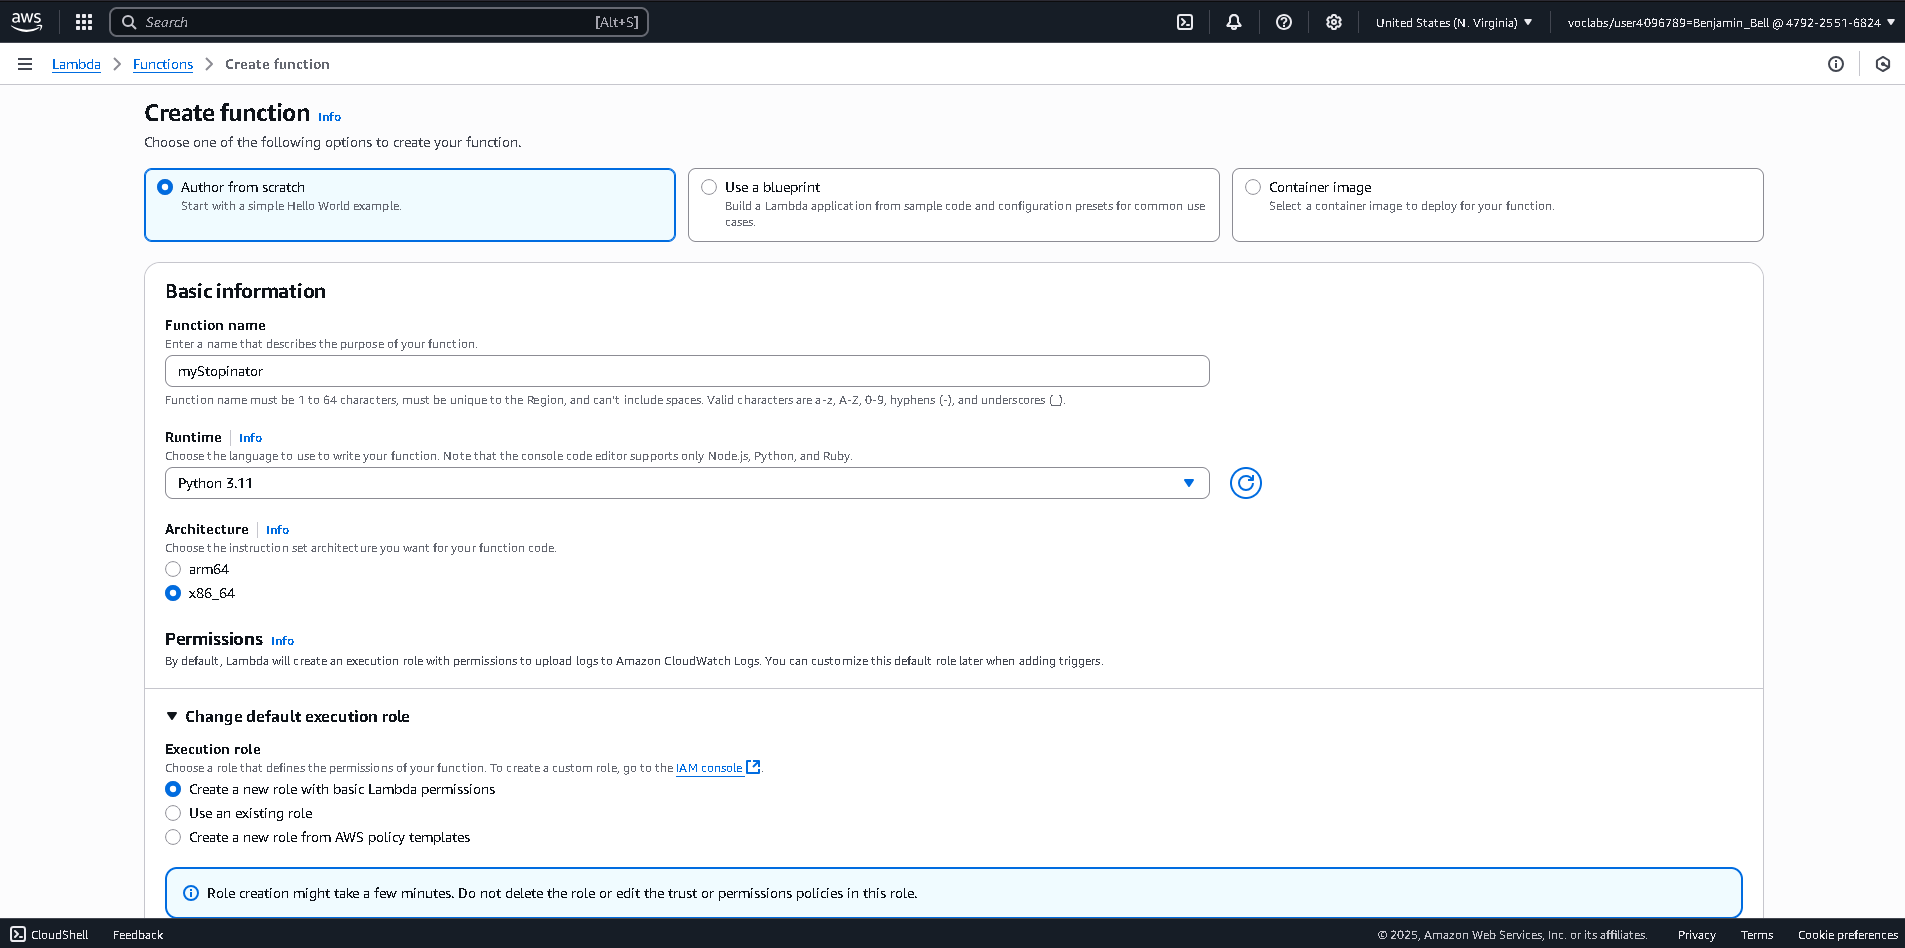 aws
Search [Alt+S] United States (N. Virginia) voclabs/user4096789=Benjamin_Bell @ 4792-2551-6824
Lambda Functions Create function
Create function Info
Choose one of the following options to create your function.
Author from scratch
Start with a simple Hello World example.
Use a blueprint
Build a Lambda application from sample code and configuration presets for common use
cases.
Container image
Select a container image to deploy for your function.
Basic information
Function name
Enter a name that describes the purpose of your function.
myStopinator
Function name must be 1 to 64 characters, must be unique to the Region, and can't include spaces. Valid characters are a-z, A-Z, 0-9, hyphens (-), and underscores (_).
Runtime Info
Choose the language to use to write your function. Note that the console code editor supports only Node.js, Python, and Ruby.
Python 3.11
Architecture Info
Choose the instruction set architecture you want for your function code.
arm64
x86_64
Permissions Info
By default, Lambda will create an execution role with permissions to upload logs to Amazon CloudWatch Logs. You can customize this default role later when adding triggers.
Change default execution role
Execution role
Choose a role that defines the permissions of your function. To create a custom role, go to the IAM console.
Create a new role with basic Lambda permissions
Use an existing role
Create a new role from AWS policy templates
Role creation might take a few minutes. Do not delete the role or edit the trust or permissions policies in this role.
CloudShell Feedback © 2025, Amazon Web Services, Inc. or its affiliates. Privacy Terms Cookie preferences